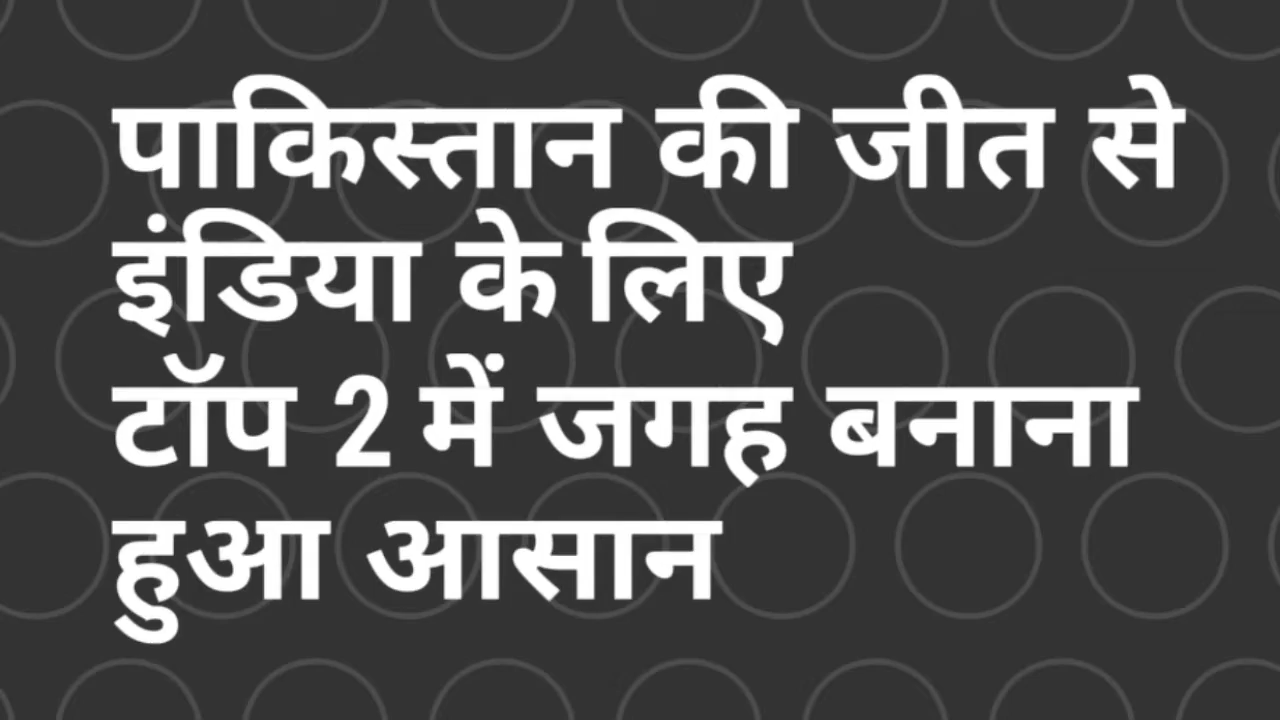 पाकिस्तान की जीत से
इंडिया के लिए
टॉप 2 में जगह बनाना
हुआ आसान